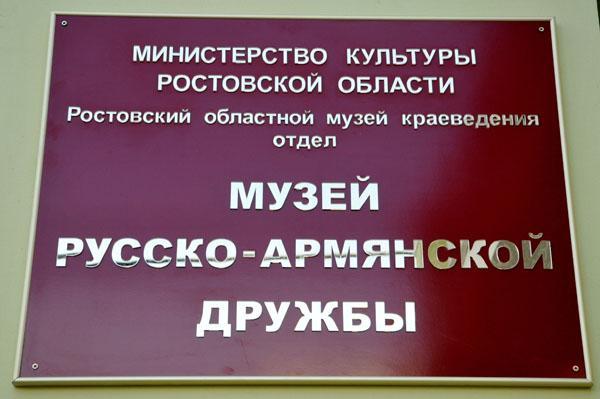 МИНИСТЕРСТВО КУЛЬТУРЫ
РОСТОВСКОЙ ОБЛАСТИ
Ростовский областной музей краеведения
отдел
МУЗЕЙ
РУССКО-АРМЯНСКОЙ
ДРУЖБЫ